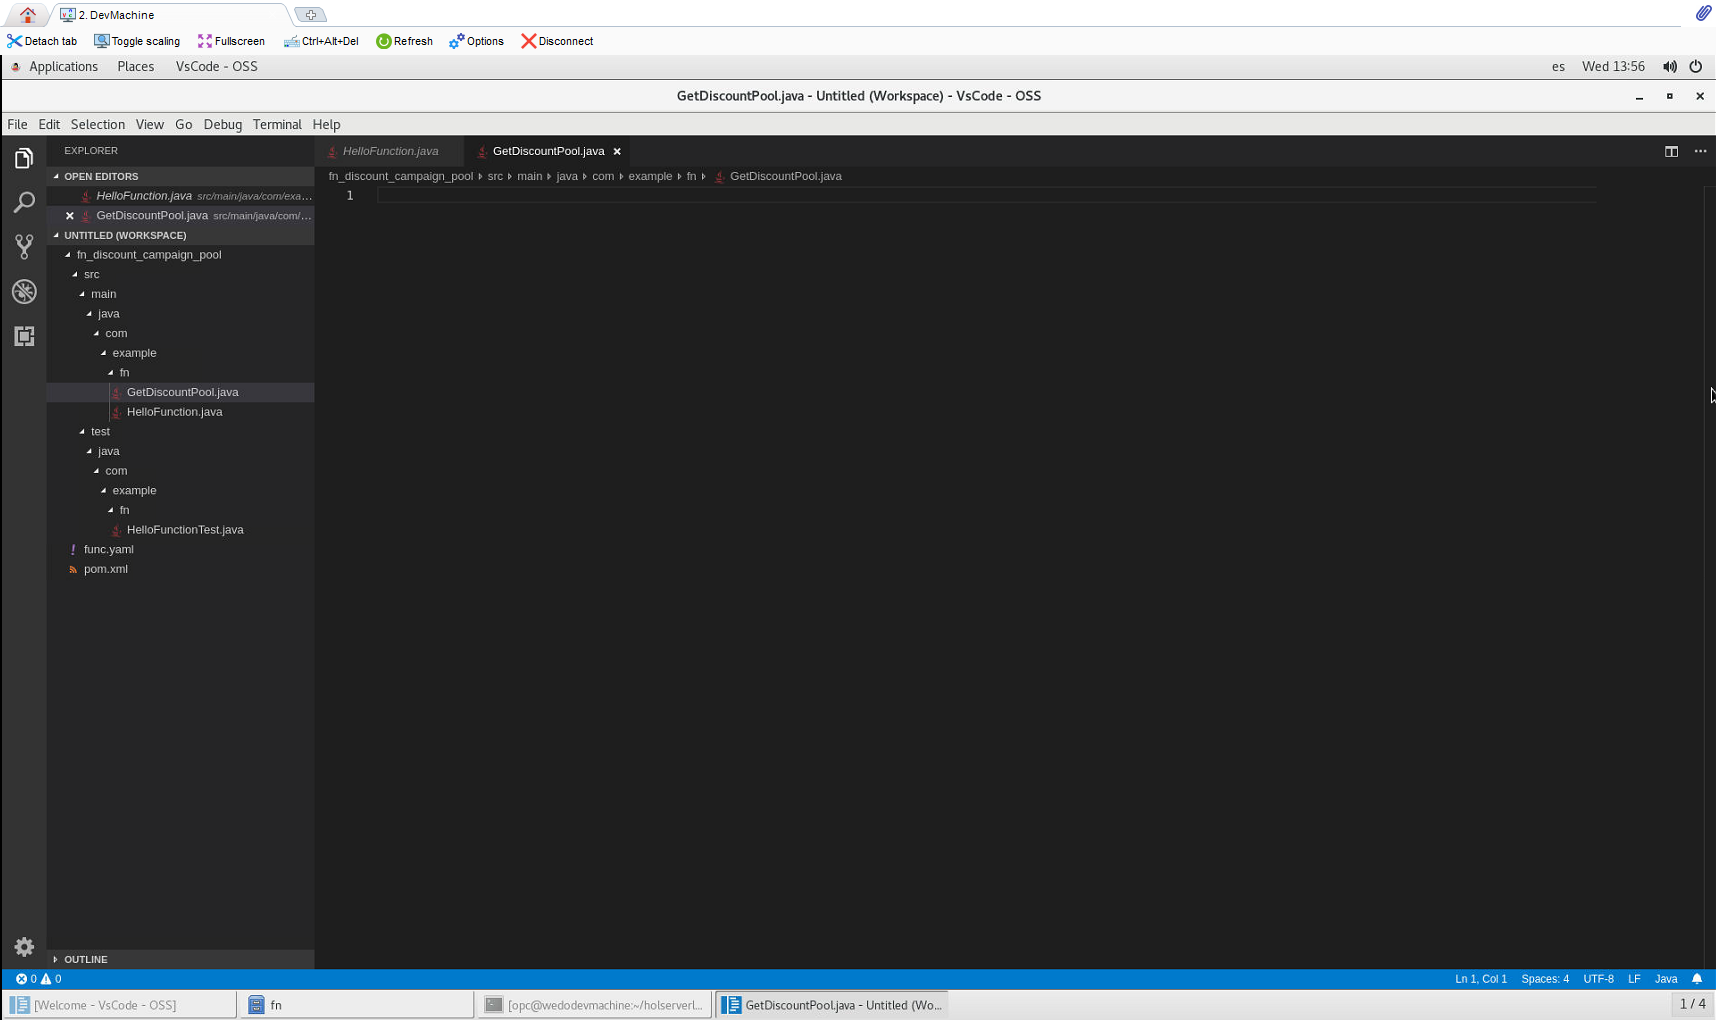 2. DevMachine
Detach tab Toggle scaling Fullscreen Ctrl+Alt+Del Refresh Options Disconnect
Applications Places VsCode - OSS es Wed 13:56
GetDiscountPool.java - Untitled (Workspace) - VsCode - OSS
File Edit Selection View Go Debug Terminal Help
EXPLORER
HelloFunction.java GetDiscountPool.java
OPEN EDITORS
HelloFunction.java src/main/java/com/exa...
GetDiscountPool.java src/main/java/com/...
UNTITLED (WORKSPACE)
fn_discount_campaign_pool
src
main
java
com
example
fn
GetDiscountPool.java
HelloFunction.java
test
java
com
example
fn
HelloFunctionTest.java
func.yaml
pom.xml
OUTLINE
fn_discount_campaign_pool src main java com example fn GetDiscountPool.java
1
0 0 Ln 1, Col 1 Spaces: 4 UTF-8 LF Java
[Welcome - VsCode - OSS] fn [opc@wedodevmachine:~/holserverl... GetDiscountPool.java - Untitled (Wo... 1 / 4